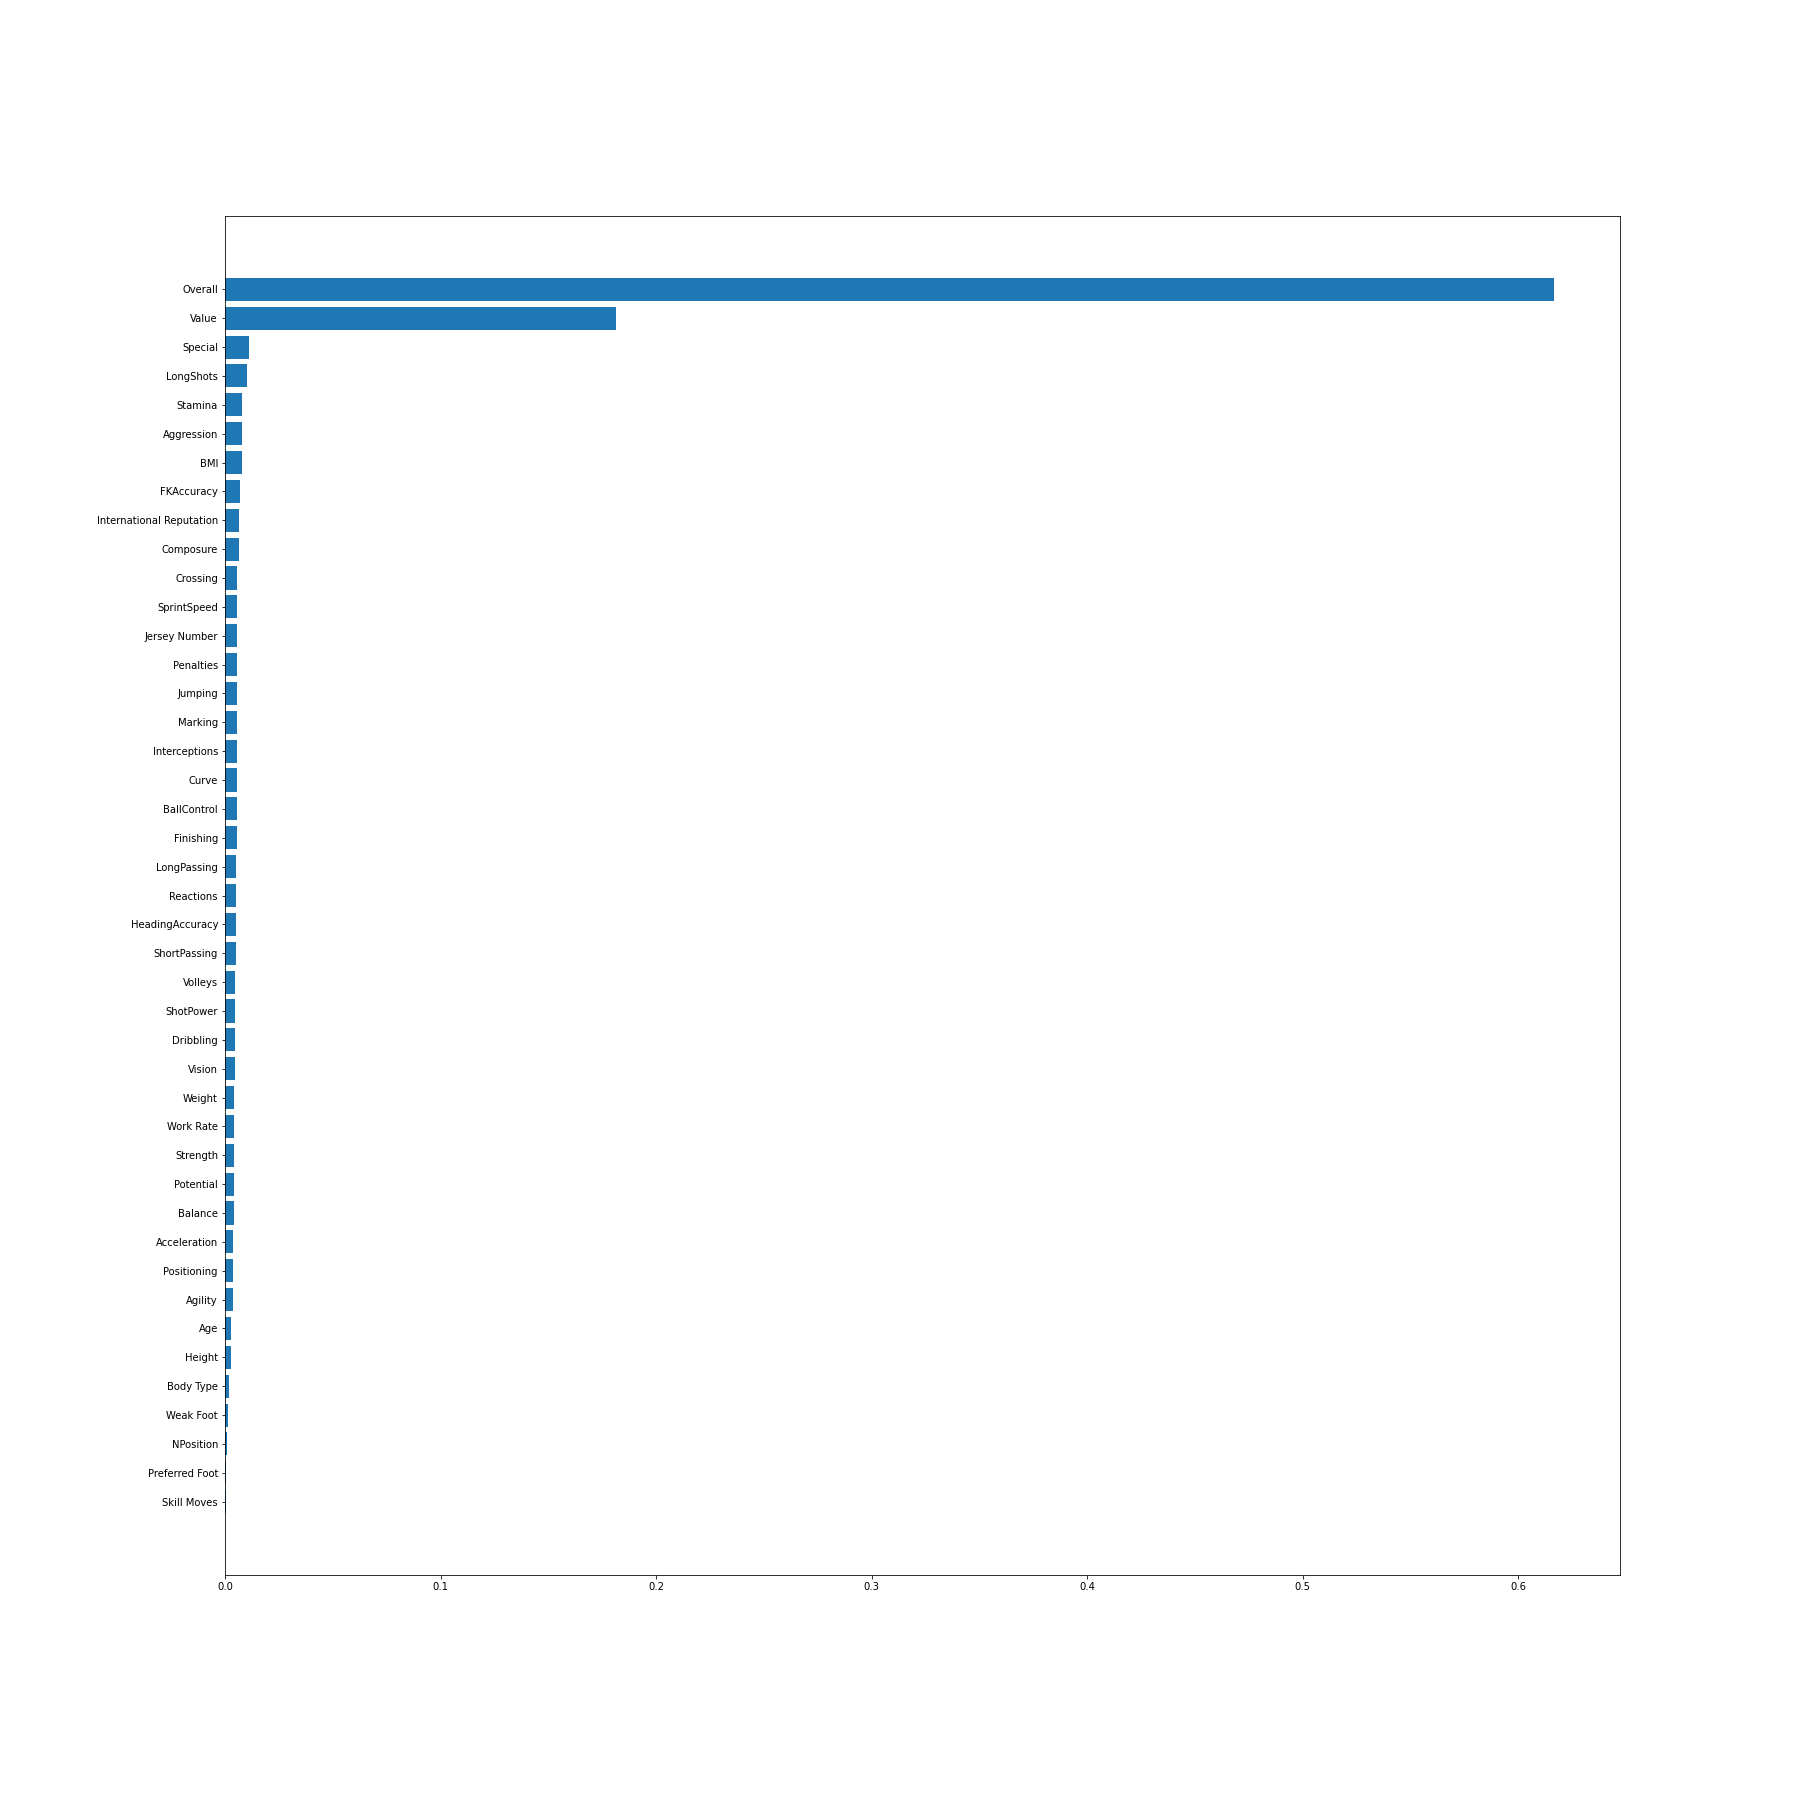 Overall
Value
Special
LongShots
Stamina
Aggression
BMI
FKAccuracy
International Reputation
Composure
Crossing
SprintSpeed
Jersey Number
Penalties
Jumping
Marking
Interceptions
Curve
BallControl
Finishing
LongPassing
Reactions
HeadingAccuracy
ShortPassing
Volleys
ShotPower
Dribbling
Vision
Weight
Work Rate
Strength
Potential
Balance
Acceleration
Positioning
Agility
Age
Height
Body Type
Weak Foot
NPosition
Preferred Foot
Skill Moves
0.0 0.1 0.2 0.3 0.4 0.5 0.6